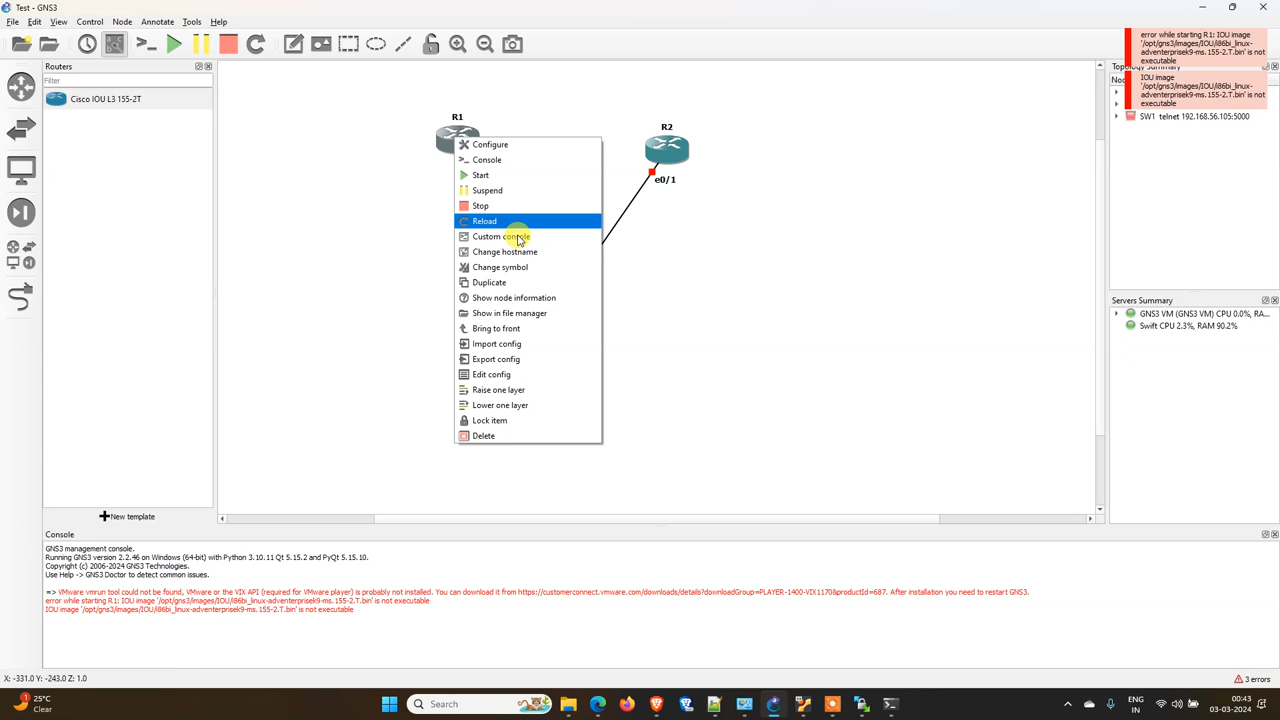 Test - GNS3
File Edit View Control Node Annotate Tools Help
error while starting R1: IOU image
'/opt/gns3/images/IOU/i86bi_linux-
adventerprisek9-ms.155-2.T.bin' is not
executable
IOU image
'/opt/gns3/images/IOU/i86bi_linux-
adventerprisek9-ms.155-2.T.bin' is not
executable
Routers
Filter
Cisco IOU L3 155-2T
New template
R1
R2
e0/1
Configure
Console
Start
Suspend
Stop
Reload
Custom console
Change hostname
Change symbol
Duplicate
Show node information
Show in file manager
Bring to front
Import config
Export config
Edit config
Raise one layer
Lower one layer
Lock item
Delete
SW1 telnet 192.168.56.105:5000
Servers Summary
GNS3 VM (GNS3 VM) CPU 0.0%, RA...
Swift CPU 2.3%, RAM 90.2%
Console
GNS3 management console.
Running GNS3 version 2.2.46 on Windows (64-bit) with Python 3.10.11 Qt 5.15.2 and PyQt 5.15.10.
Copyright (c) 2006-2024 GNS3 Technologies.
Use Help -> GNS3 Doctor to detect common issues.
=> VMware vmrun tool could not be found, VMware or the VIX API (required for VMware player) is probably not installed. You can download it from https://customerconnect.vmware.com/downloads/details?downloadGroup=PLAYER-1400-VIX1170&productId=687. After installation you need to restart GNS3.
error while starting R1: IOU image '/opt/gns3/images/IOU/i86bi_linux-adventerprisek9-ms.155-2.T.bin' is not executable
IOU image '/opt/gns3/images/IOU/i86bi_linux-adventerprisek9-ms.155-2.T.bin' is not executable
X: -331.0 Y: -243.0 Z: 1.0
3 errors
25°C
Clear
1
Search
ENG
IN
00:43
03-03-2024